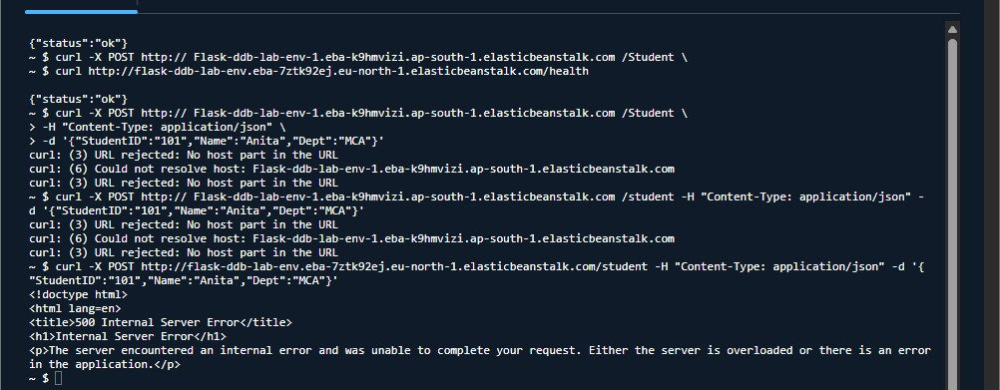 {"status":"ok"}
~ $ curl -X POST http:// Flask-ddb-lab-env-1.eba-k9hmvizi.ap-south-1.elasticbeanstalk.com /Student \
~ $ curl http://flask-ddb-lab-env.eba-7ztk92ej.eu-north-1.elasticbeanstalk.com/health
{"status":"ok"}
~ $ curl -X POST http:// Flask-ddb-lab-env-1.eba-k9hmvizi.ap-south-1.elasticbeanstalk.com /Student \
> -H "Content-Type: application/json" \
> -d '{"StudentID":"101","Name":"Anita","Dept":"MCA"}'
curl: (3) URL rejected: No host part in the URL
curl: (6) Could not resolve host: Flask-ddb-lab-env-1.eba-k9hmvizi.ap-south-1.elasticbeanstalk.com
curl: (3) URL rejected: No host part in the URL
~ $ curl -X POST http:// Flask-ddb-lab-env-1.eba-k9hmvizi.ap-south-1.elasticbeanstalk.com /student -H "Content-Type: application/json" -
d '{"StudentID":"101","Name":"Anita","Dept":"MCA"}'
curl: (3) URL rejected: No host part in the URL
curl: (6) Could not resolve host: Flask-ddb-lab-env-1.eba-k9hmvizi.ap-south-1.elasticbeanstalk.com
curl: (3) URL rejected: No host part in the URL
~ $ curl -X POST http://flask-ddb-lab-env.eba-7ztk92ej.eu-north-1.elasticbeanstalk.com/student -H "Content-Type: application/json" -d '{
"StudentID":"101","Name":"Anita","Dept":"MCA"}'
<!doctype html>
<html lang=en>
<title>500 Internal Server Error</title>
<h1>Internal Server Error</h1>
<p>The server encountered an internal error and was unable to complete your request. Either the server is overloaded or there is an error
in the application.</p>
~ $